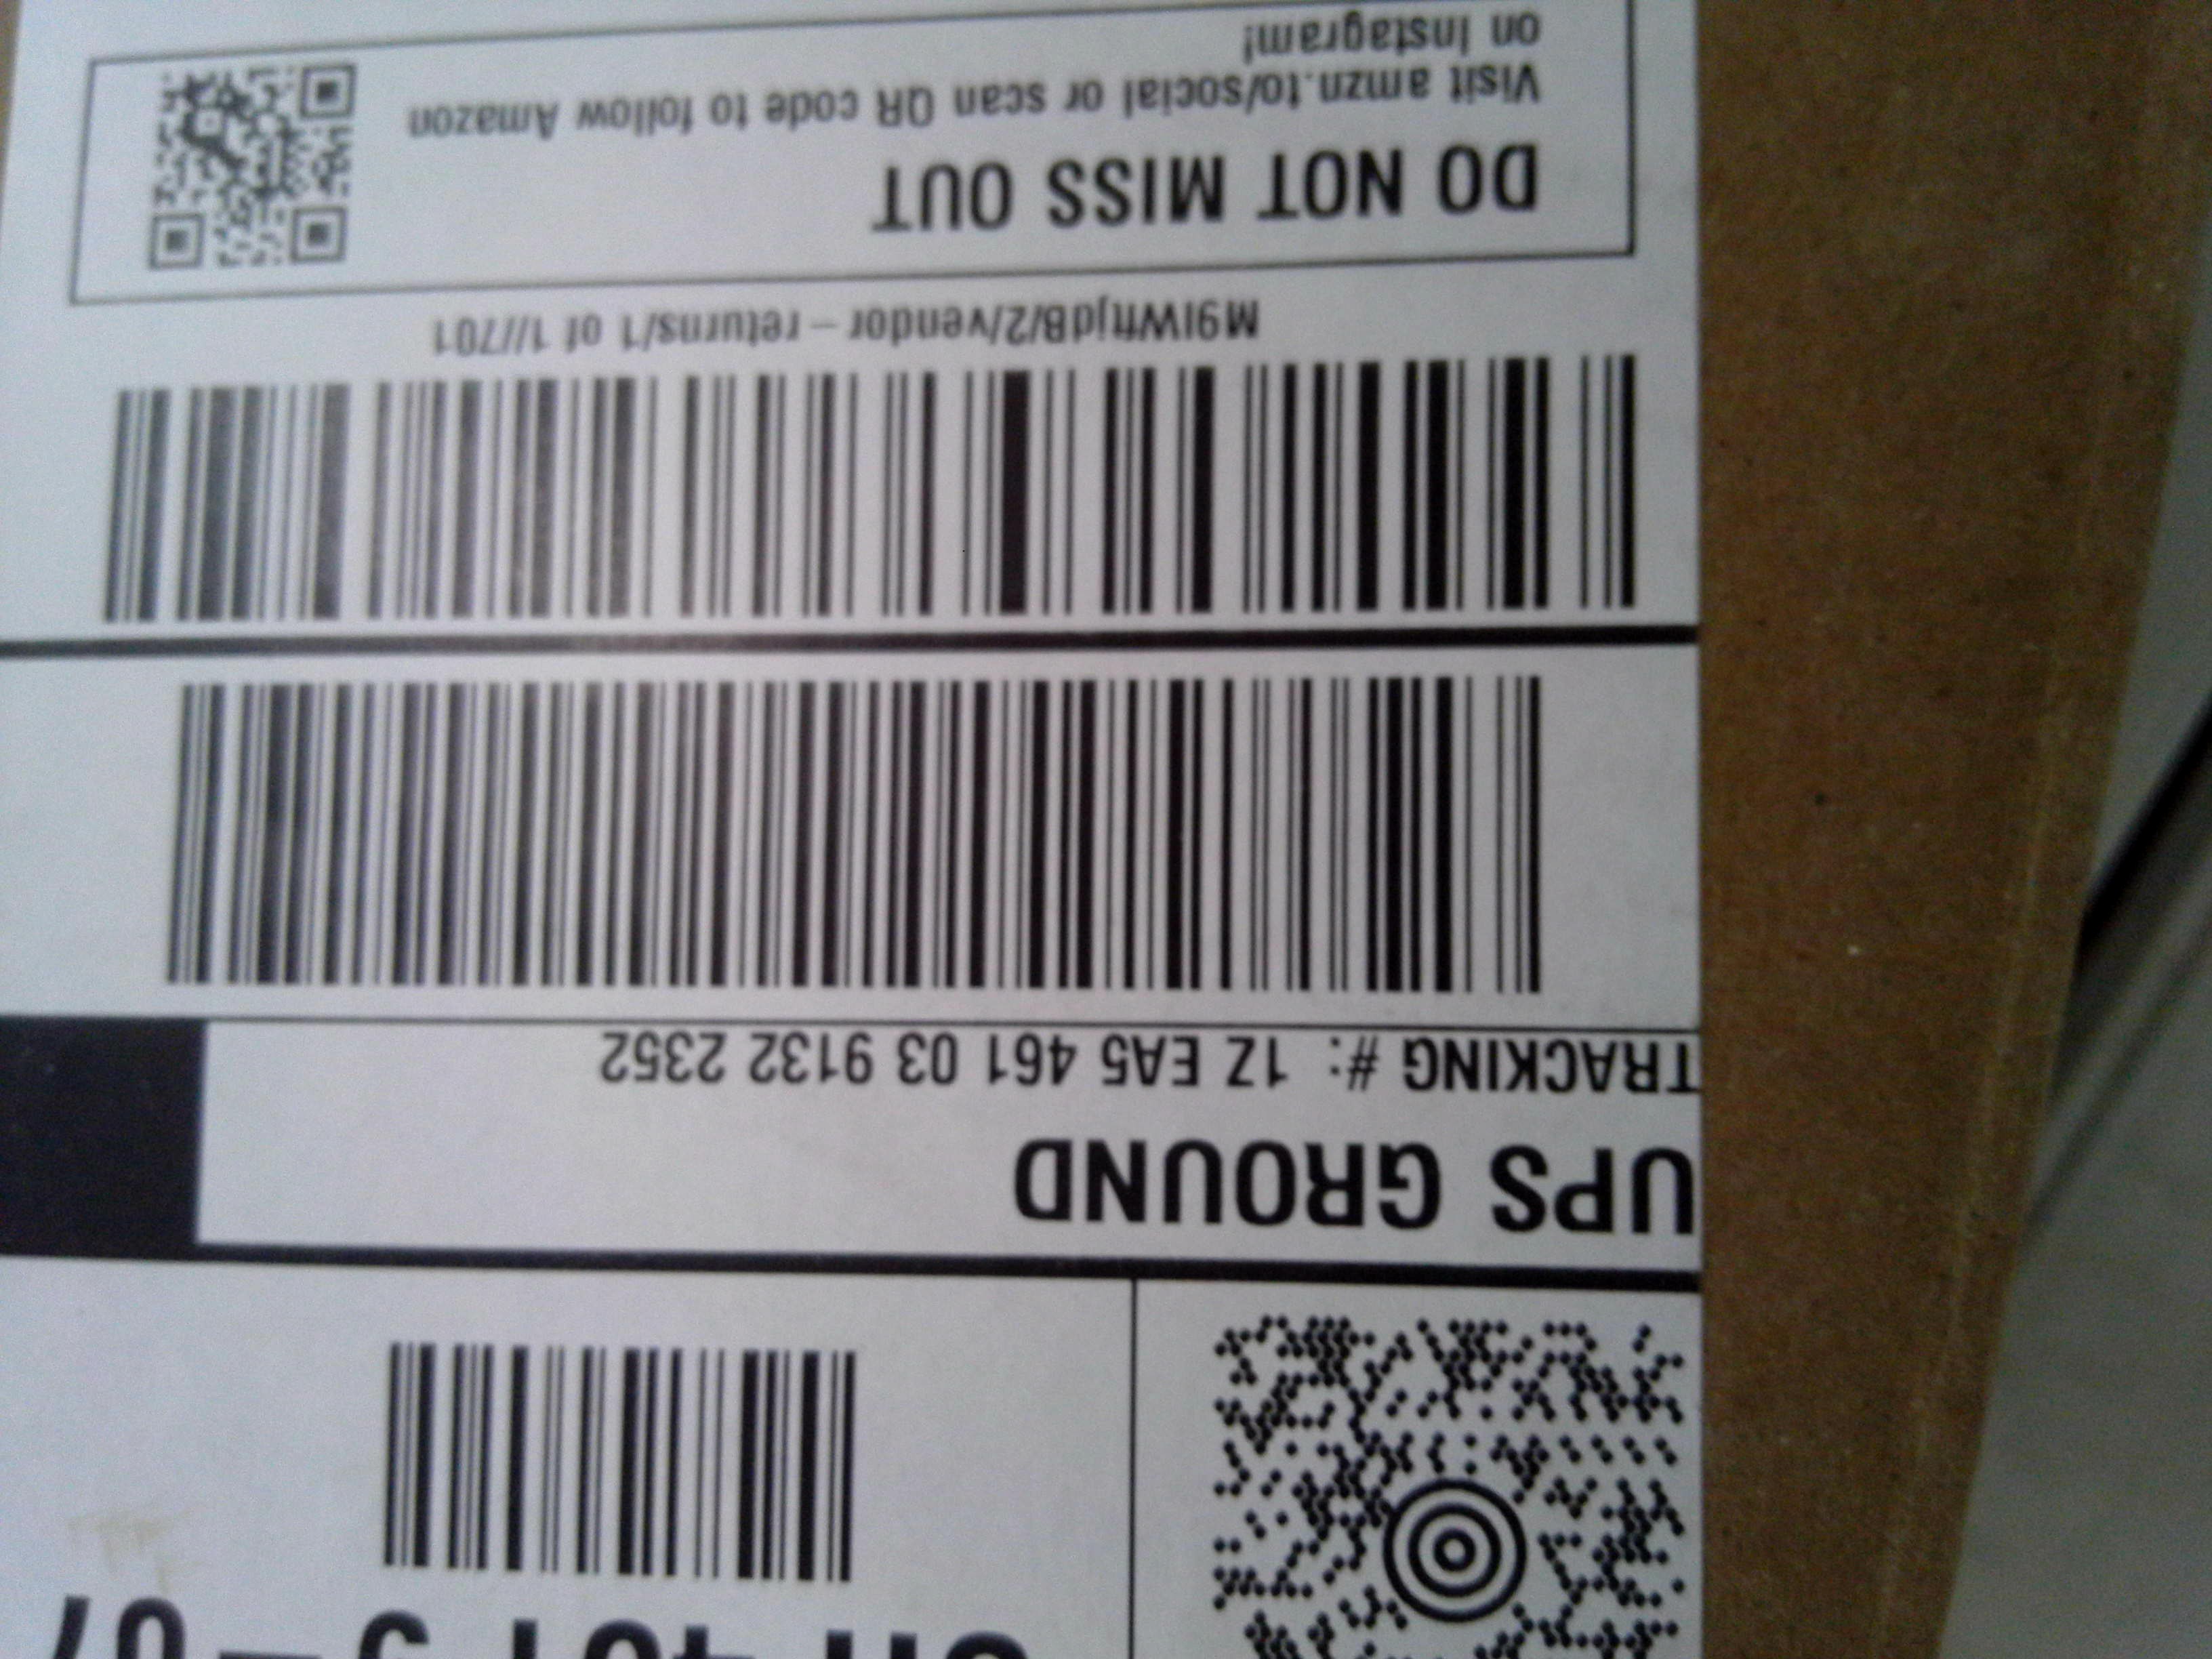 UPS GROUND
TRACKING #: 1Z EA5 461 03 9132 2352
M9IWftjdB/2/vendor – returns/1 of 1//701
DO NOT MISS OUT
Visit amzn.to/social or scan QR code to follow Amazon
on Instagram!